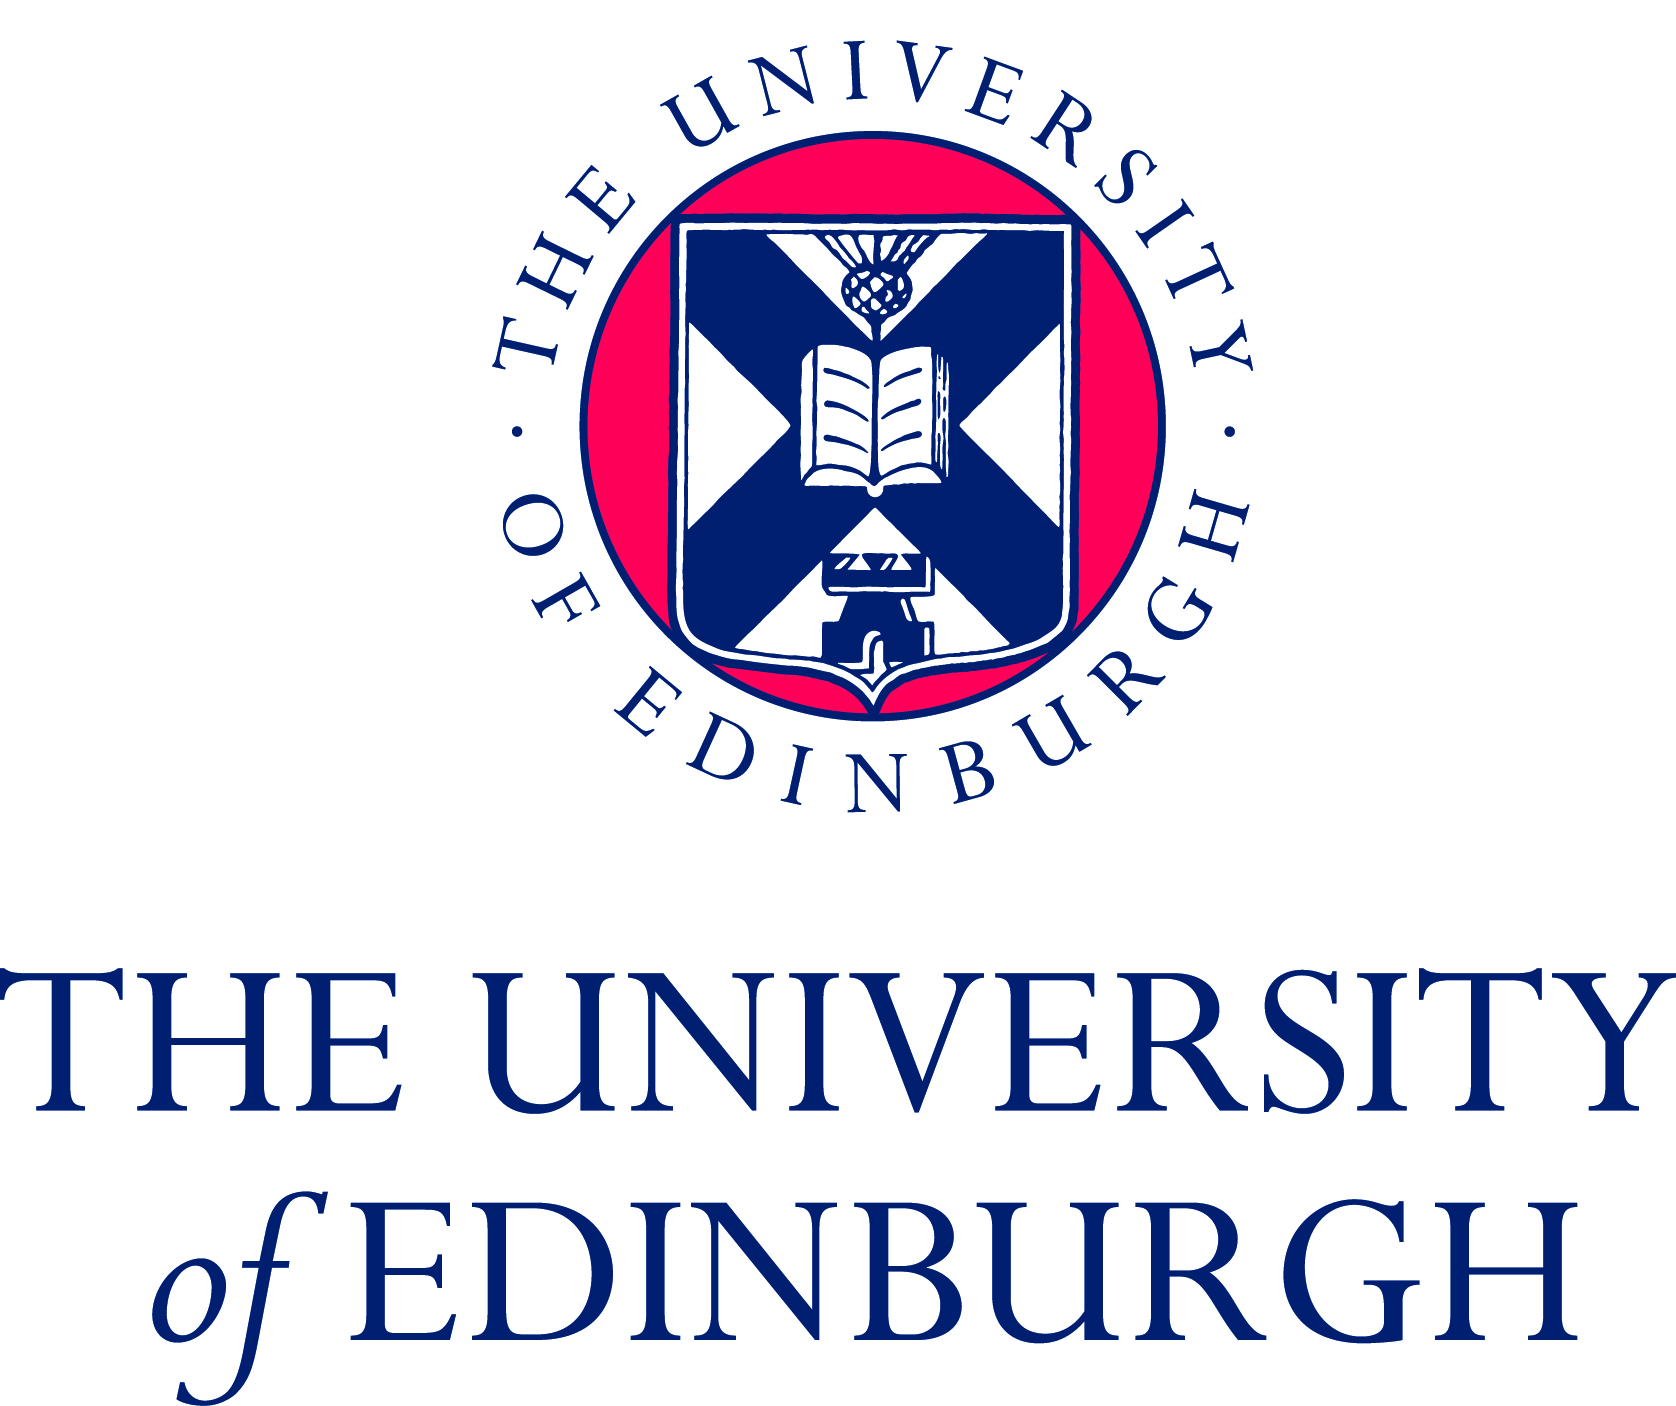 · THE UNIVERSITY ·
OF EDINBURGH
THE UNIVERSITY
of EDINBURGH